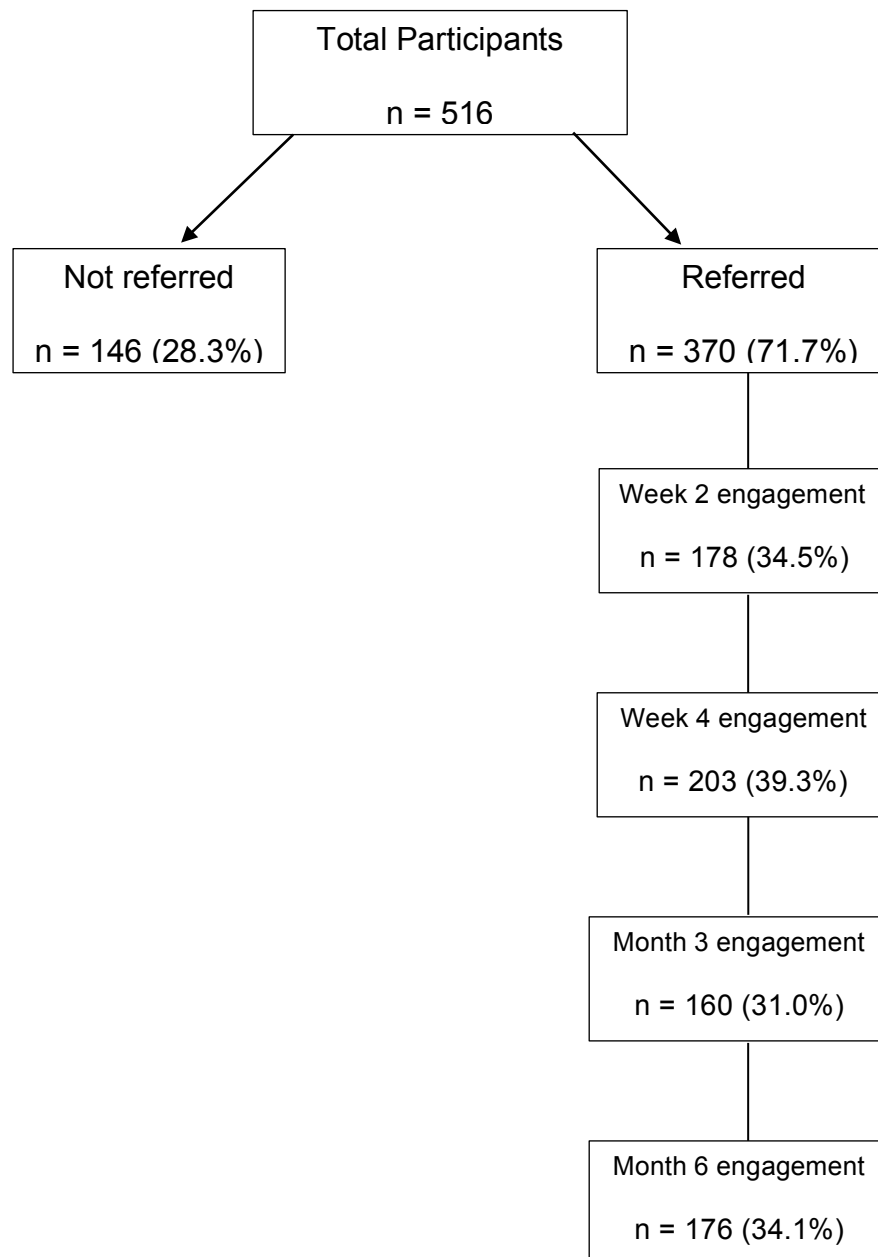 Total Participants
n = 516
Not referred
n = 146 (28.3%)
Referred
n = 370 (71.7%)
Week 2 engagement
n = 178 (34.5%)
Week 4 engagement
n = 203 (39.3%)
Month 3 engagement
n = 160 (31.0%)
Month 6 engagement
n = 176 (34.1%)